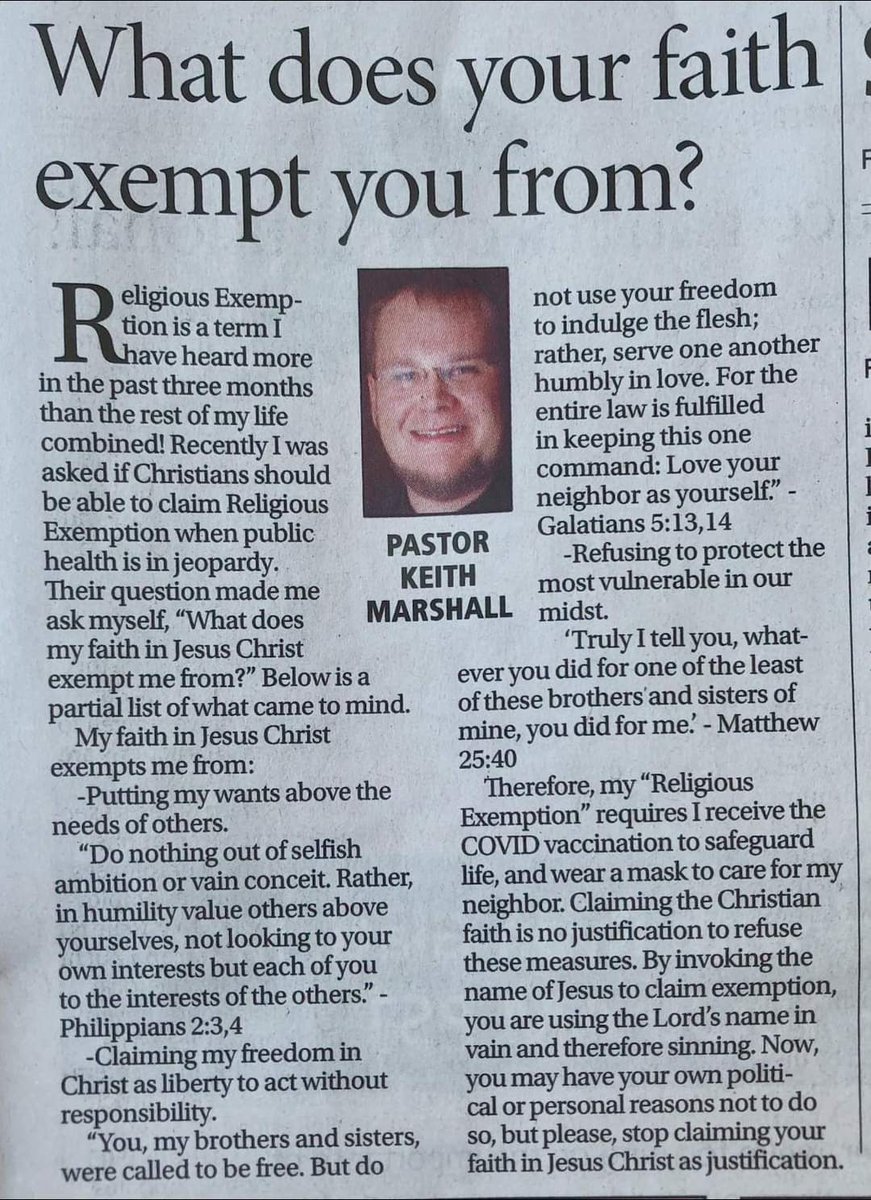 What does your faith
exempt you from?
Religious Exemp-
tion is a term I
have heard more
in the past three months
than the rest of my life
combined! Recently I was
asked if Christians should
be able to claim Religious
Exemption when public
health is in jeopardy.
Their question made me
ask myself, “What does
my faith in Jesus Christ
exempt me from?” Below is a
partial list of what came to mind.
My faith in Jesus Christ
exempts me from:
-Putting my wants above the
needs of others.
“Do nothing out of selfish
ambition or vain conceit. Rather,
in humility value others above
yourselves, not looking to your
own interests but each of you
to the interests of the others.” -
Philippians 2:3,4
-Claiming my freedom in
Christ as liberty to act without
responsibility.
“You, my brothers and sisters,
were called to be free. But do
PASTOR
KEITH
MARSHALL
not use your freedom
to indulge the flesh;
rather, serve one another
humbly in love. For the
entire law is fulfilled
in keeping this one
command: Love your
neighbor as yourself.” -
Galatians 5:13,14
-Refusing to protect the
most vulnerable in our
midst.
‘Truly I tell you, what-
ever you did for one of the least
of these brothers and sisters of
mine, you did for me.’ - Matthew
25:40
Therefore, my “Religious
Exemption” requires I receive the
COVID vaccination to safeguard
life, and wear a mask to care for my
neighbor. Claiming the Christian
faith is no justification to refuse
these measures. By invoking the
name of Jesus to claim exemption,
you are using the Lord’s name in
vain and therefore sinning. Now,
you may have your own politi-
cal or personal reasons not to do
so, but please, stop claiming your
faith in Jesus Christ as justification.